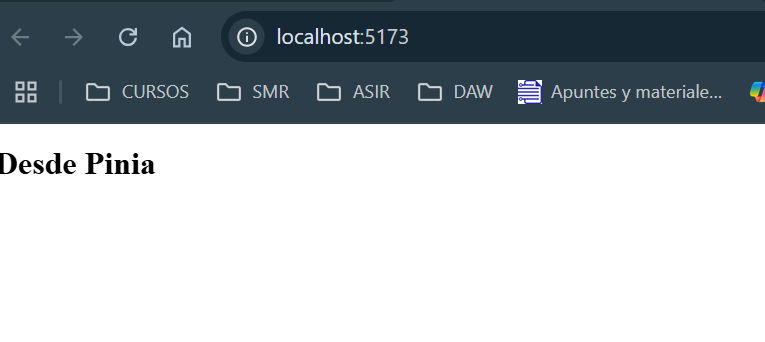 localhost:5173
CURSOS SMR ASIR DAW Apuntes y materiale...
Desde Pinia